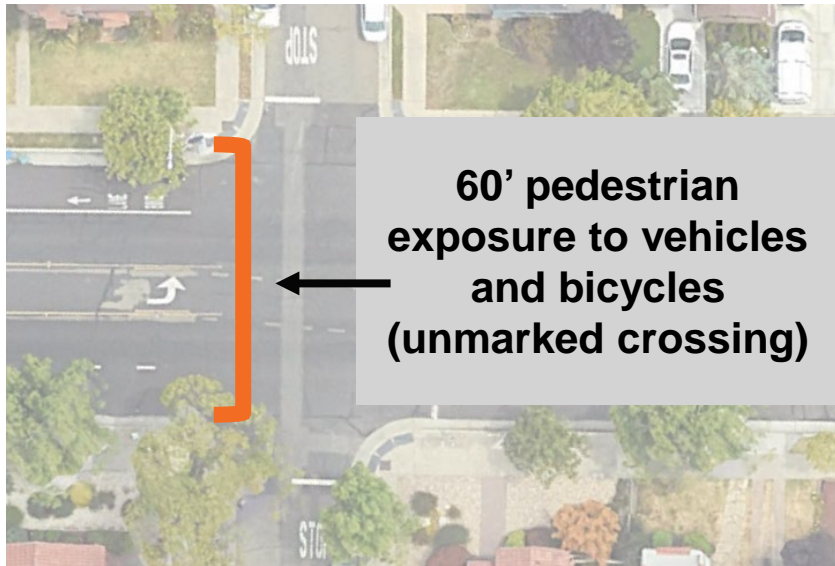 STOP
60’ pedestrian
exposure to vehicles
and bicycles
(unmarked crossing)